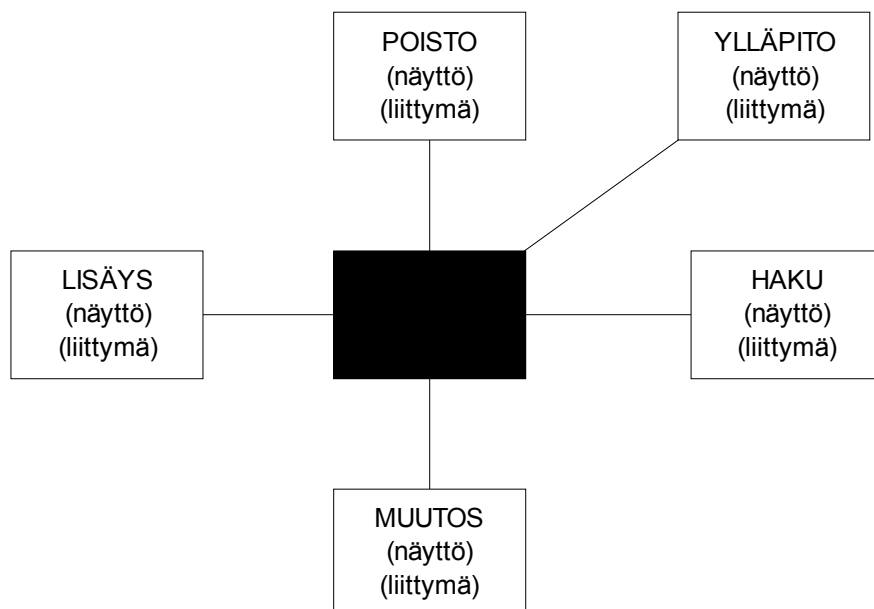 POISTO
(näyttö)
(liittymä)
YLLÄPITO
(näyttö)
(liittymä)
LISÄYS
(näyttö)
(liittymä)
HAKU
(näyttö)
(liittymä)
MUUTOS
(näyttö)
(liittymä)